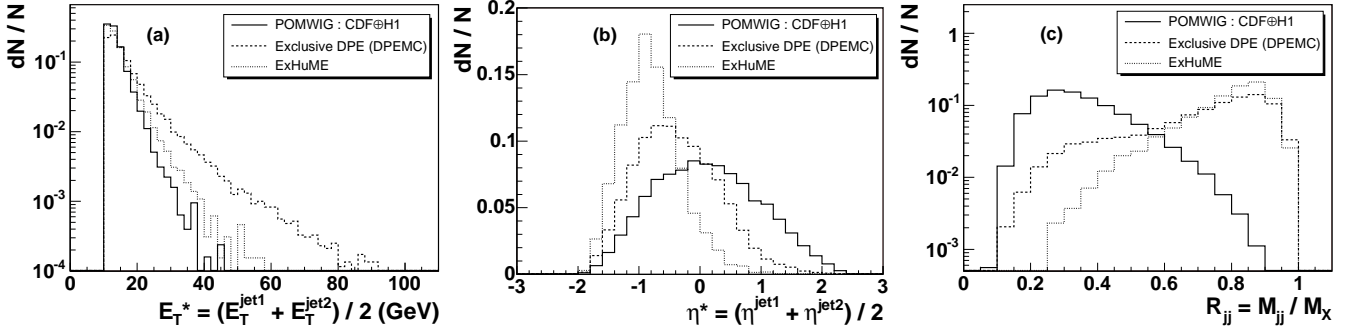 dN / N
(a)
POMWIG : CDF⊕H1
Exclusive DPE (DPEMC)
ExHuME
10⁻¹
10⁻²
10⁻³
10⁻⁴
0 20 40 60 80 100
E_T* = (E_T^jet1 + E_T^jet2) / 2 (GeV)
dN / N
(b)
POMWIG : CDF⊕H1
Exclusive DPE (DPEMC)
ExHuME
0.2
0.15
0.1
0.05
0
-3 -2 -1 0 1 2 3
η* = (η^jet1 + η^jet2) / 2
dN / N
(c)
POMWIG : CDF⊕H1
Exclusive DPE (DPEMC)
ExHuME
1
10⁻¹
10⁻²
10⁻³
0 0.2 0.4 0.6 0.8 1
R_jj = M_jj / M_X